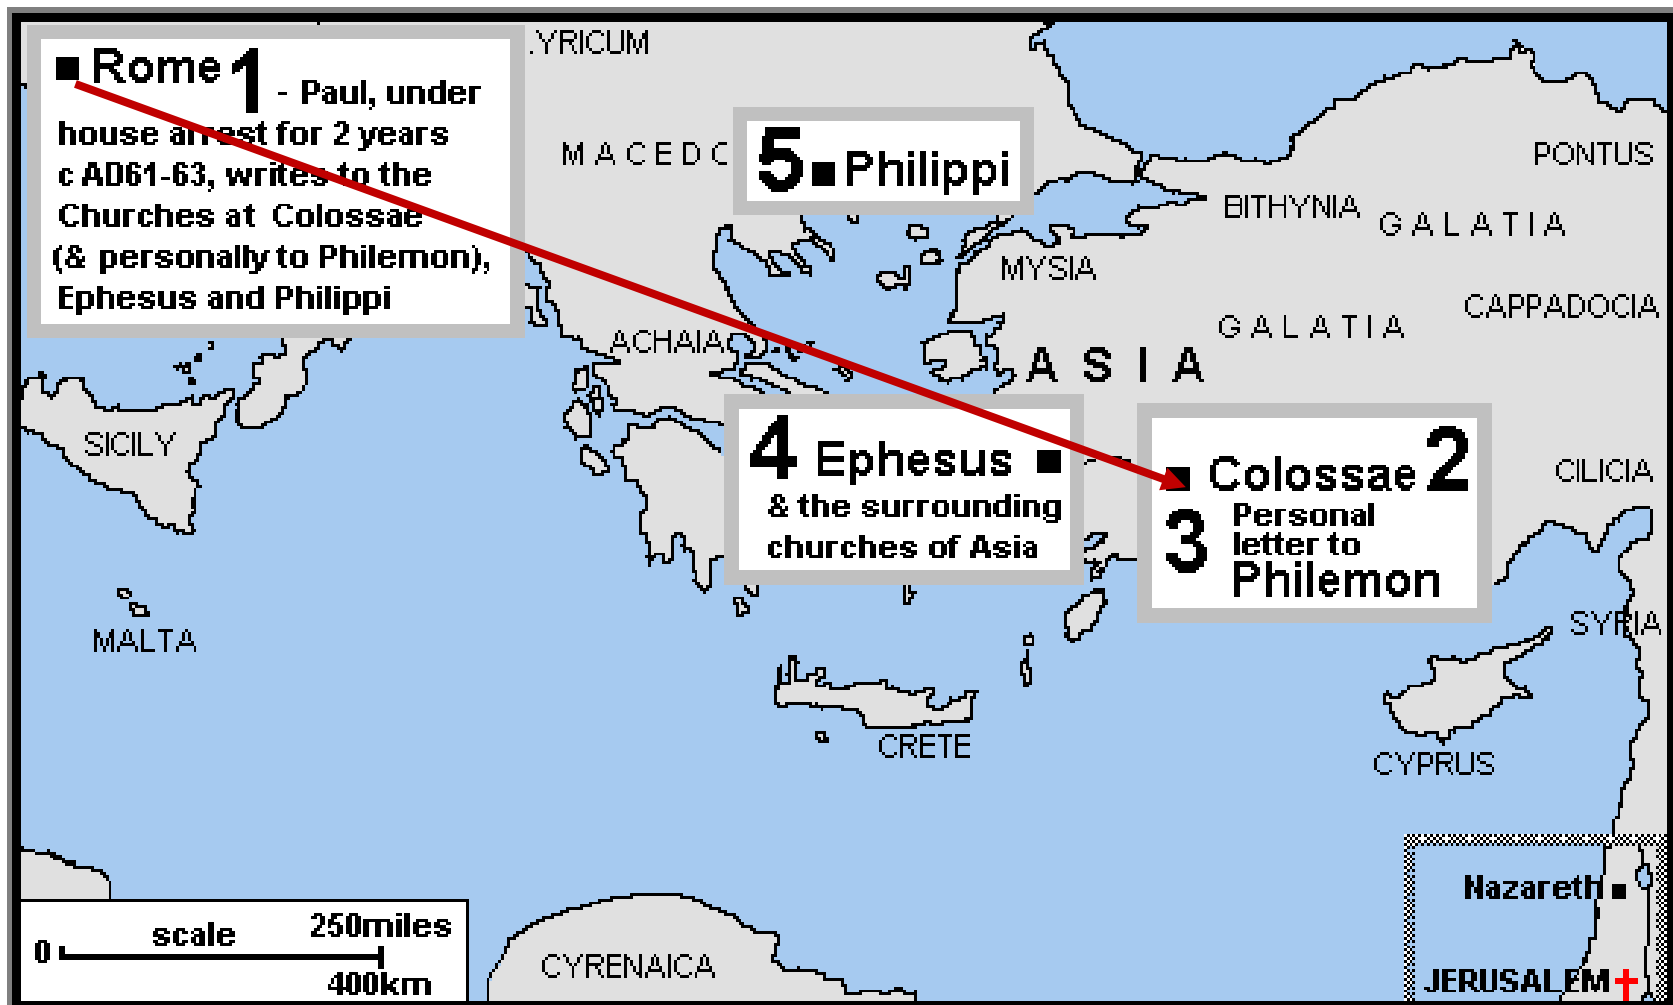 Rome 1 - Paul, under
house arrest for 2 years
c AD61-63, writes to the
Churches at Colossae
(& personally to Philemon),
Ephesus and Philippi
.YRICUM
MACEDO
5 Philippi
PONTUS
BITHYNIA
GALATIA
MYSIA
CAPPADOCIA
GALATIA
ACHAIA
ASIA
4 Ephesus
& the surrounding
churches of Asia
Colossae 2
3 Personal
letter to
Philemon
CILICIA
SICILY
MALTA
SYRIA
CRETE
CYPRUS
Nazareth
JERUSALEM
CYRENAICA
scale
250miles
0
400km